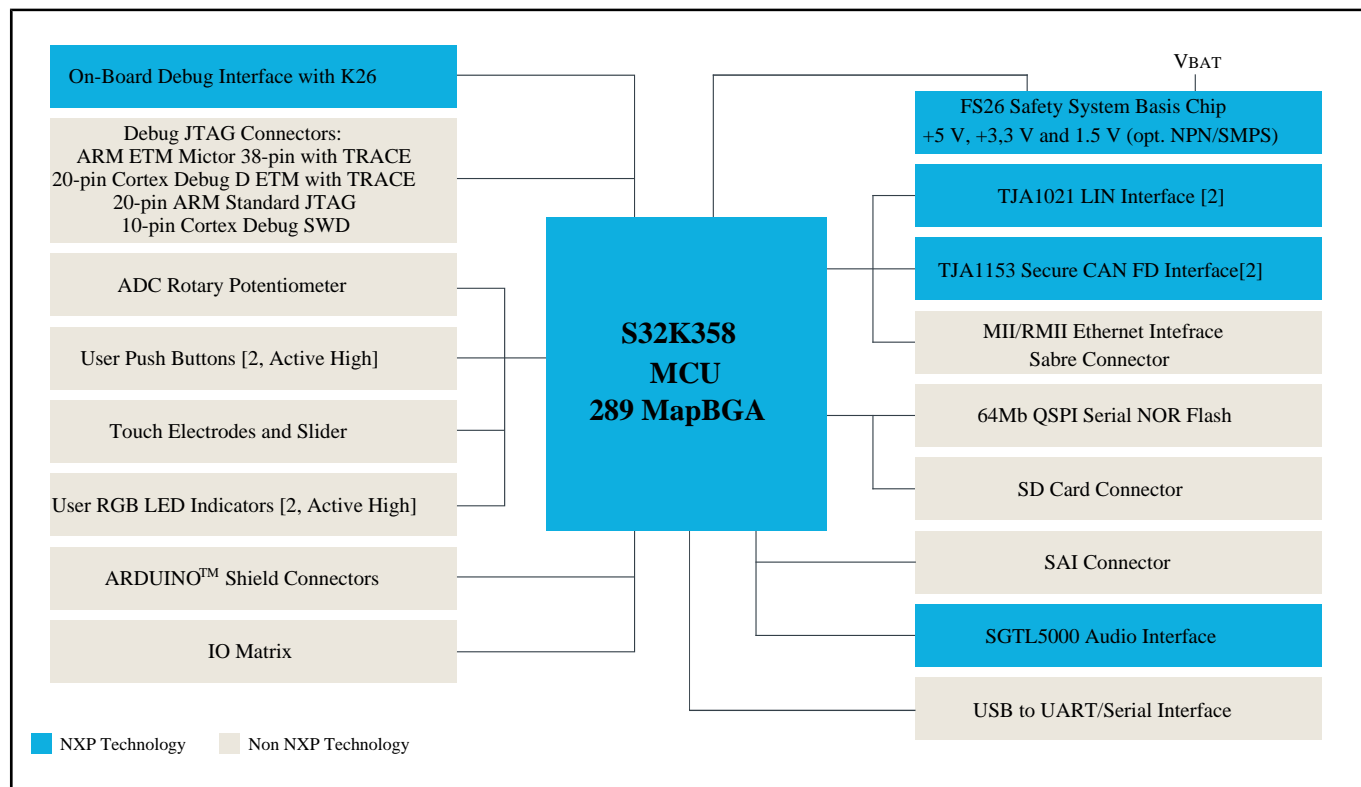 On-Board Debug Interface with K26
Debug JTAG Connectors:
ARM ETM Mictor 38-pin with TRACE
20-pin Cortex Debug D ETM with TRACE
20-pin ARM Standard JTAG
10-pin Cortex Debug SWD
ADC Rotary Potentiometer
User Push Buttons [2, Active High]
Touch Electrodes and Slider
User RGB LED Indicators [2, Active High]
ARDUINO™ Shield Connectors
IO Matrix
S32K358
MCU
289 MapBGA
VBAT
FS26 Safety System Basis Chip
+5 V, +3,3 V and 1.5 V (opt. NPN/SMPS)
TJA1021 LIN Interface [2]
TJA1153 Secure CAN FD Interface[2]
MII/RMII Ethernet Intefrace
Sabre Connector
64Mb QSPI Serial NOR Flash
SD Card Connector
SAI Connector
SGTL5000 Audio Interface
USB to UART/Serial Interface
NXP Technology
Non NXP Technology